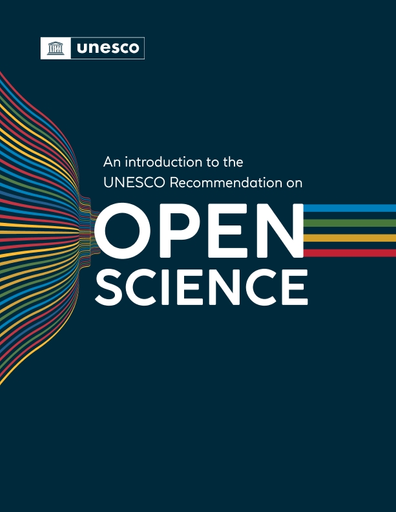 unesco
An introduction to the
UNESCO Recommendation on
OPEN
SCIENCE